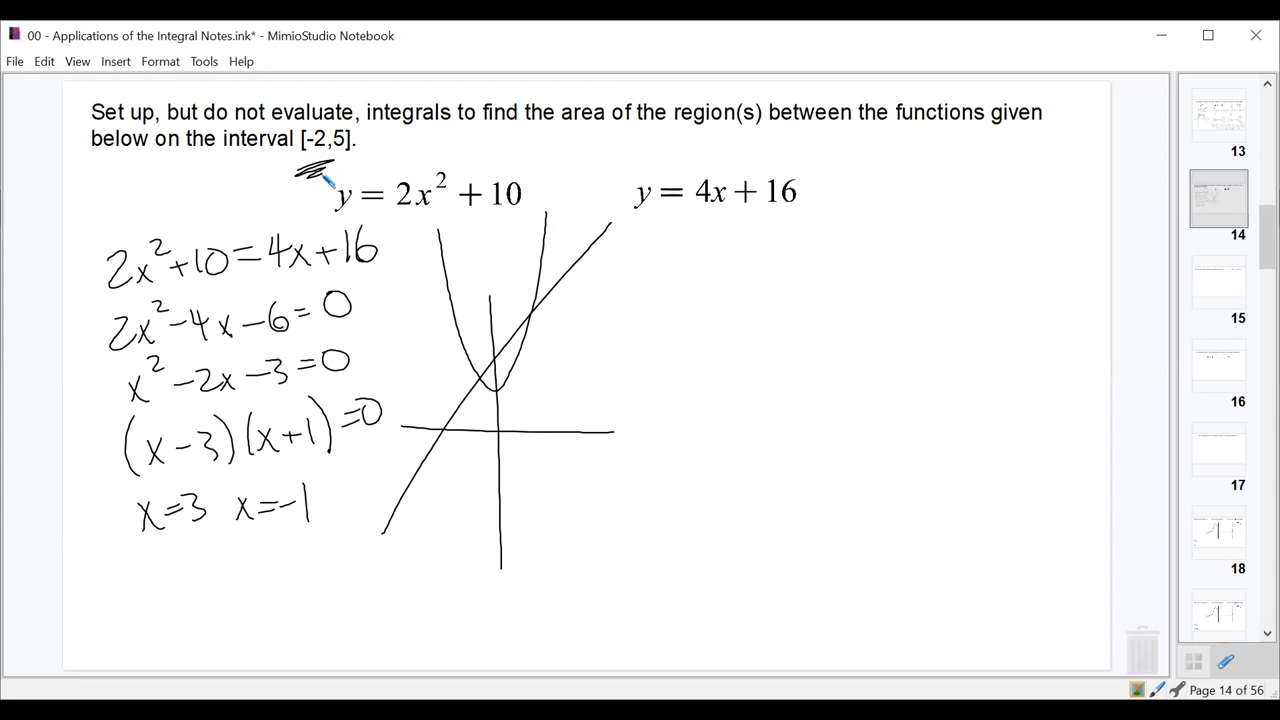 00 - Applications of the Integral Notes.ink* - MimioStudio Notebook
File Edit View Insert Format Tools Help
Set up, but do not evaluate, integrals to find the area of the region(s) between the functions given
below on the interval [-2,5].
y = 2x² + 10 y = 4x + 16
2x²+10=4x+16
2x²-4x-6=0
x²-2x-3=0
(x-3)(x+1)=0
x=3 x=-1
13
14
15
16
17
18
Page 14 of 56